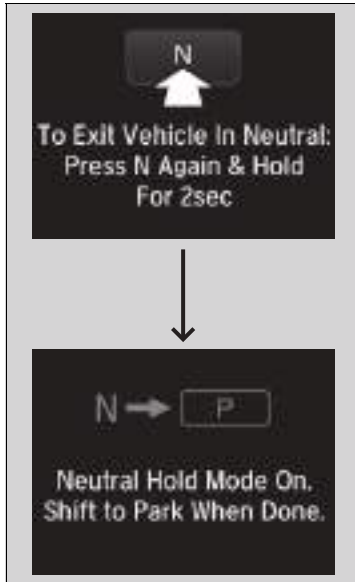 N
To Exit Vehicle In Neutral:
Press N Again & Hold
For 2sec
N P
Neutral Hold Mode On.
Shift to Park When Done.